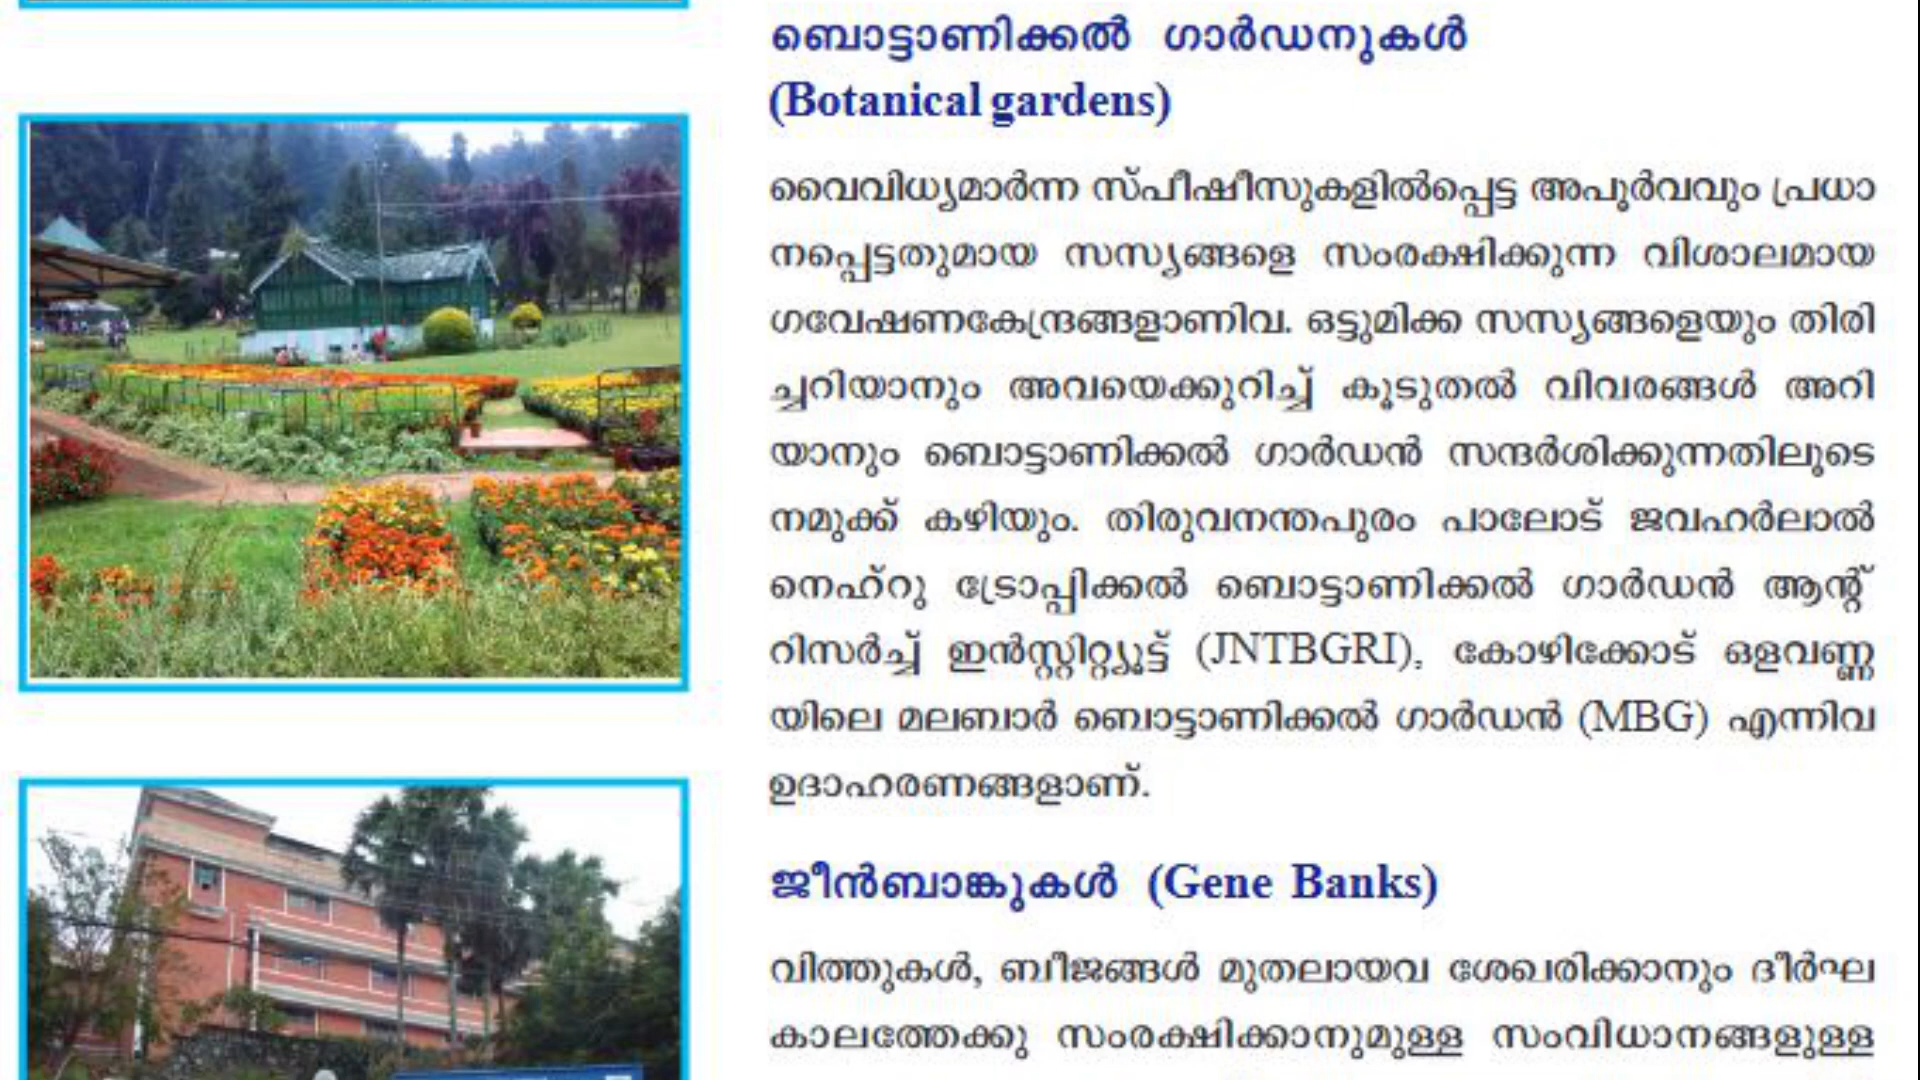 ബൊട്ടാണിക്കൽ ഗാർഡനുകൾ
(Botanical gardens)
വൈവിധ്യമാർന്ന സ്പീഷീസുകളിൽപ്പെട്ട അപൂർവവും പ്രധാ
നപ്പെട്ടതുമായ സസ്യങ്ങളെ സംരക്ഷിക്കുന്ന വിശാലമായ
ഗവേഷണകേന്ദ്രങ്ങളാണിവ. ഒട്ടുമിക്ക സസ്യങ്ങളെയും തിരി
ച്ചറിയാനും അവയെക്കുറിച്ച് കൂടുതൽ വിവരങ്ങൾ അറി
യാനും ബൊട്ടാണിക്കൽ ഗാർഡൻ സന്ദർശിക്കുന്നതിലൂടെ
നമുക്ക് കഴിയും. തിരുവനന്തപുരം പാലോട് ജവഹർലാൽ
നെഹ്റു ട്രോപ്പിക്കൽ ബൊട്ടാണിക്കൽ ഗാർഡൻ ആന്റ്
റിസർച്ച് ഇൻസ്റ്റിറ്റ്യൂട്ട് (JNTBGRI), കോഴിക്കോട് ഒളവണ്ണ
യിലെ മലബാർ ബൊട്ടാണിക്കൽ ഗാർഡൻ (MBG) എന്നിവ
ഉദാഹരണങ്ങളാണ്.
ജീൻബാങ്കുകൾ (Gene Banks)
വിത്തുകൾ, ബീജങ്ങൾ മുതലായവ ശേഖരിക്കാനും ദീർഘ
കാലത്തേക്കു സംരക്ഷിക്കാനുമുള്ള സംവിധാനങ്ങളുള്ള